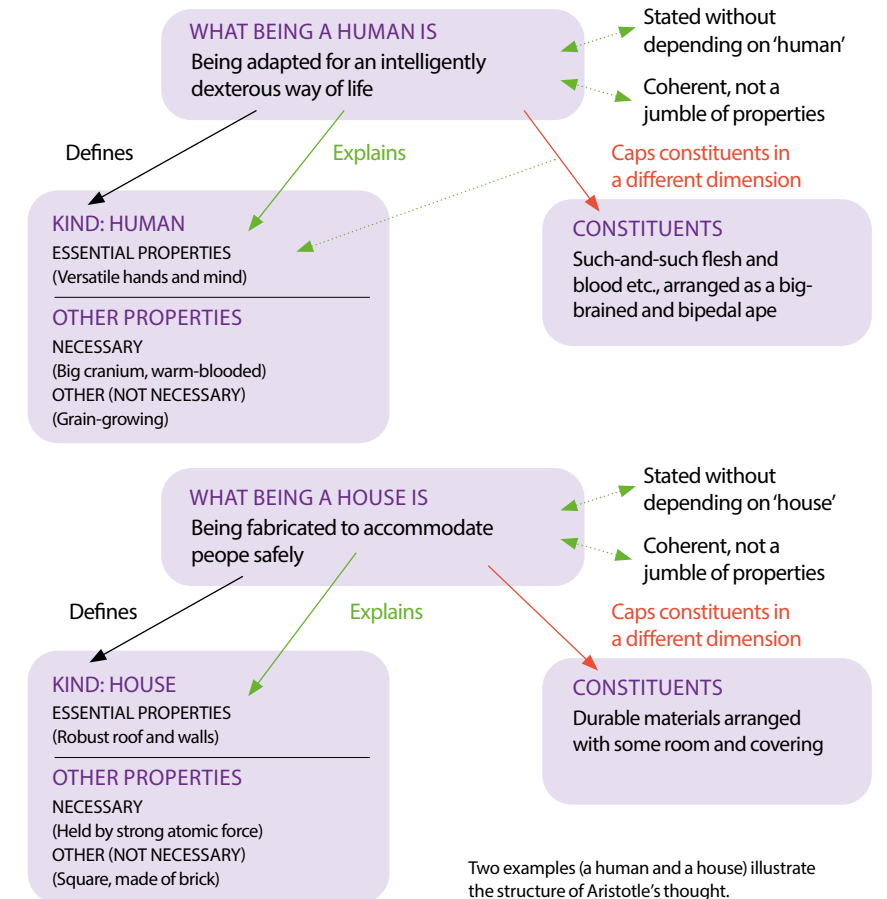 WHAT BEING A HUMAN IS
Being adapted for an intelligently
dexterous way of life
Stated without
depending on ‘human’
Coherent, not a
jumble of properties
Defines
Explains
Caps constituents in
a different dimension
KIND: HUMAN
ESSENTIAL PROPERTIES
(Versatile hands and mind)
OTHER PROPERTIES
NECESSARY
(Big cranium, warm-blooded)
OTHER (NOT NECESSARY)
(Grain-growing)
CONSTITUENTS
Such-and-such flesh and
blood etc., arranged as a big-
brained and bipedal ape
WHAT BEING A HOUSE IS
Being fabricated to accommodate
peope safely
Stated without
depending on ‘house’
Coherent, not a
jumble of properties
Defines
Explains
Caps constituents in
a different dimension
KIND: HOUSE
ESSENTIAL PROPERTIES
(Robust roof and walls)
OTHER PROPERTIES
NECESSARY
(Held by strong atomic force)
OTHER (NOT NECESSARY)
(Square, made of brick)
CONSTITUENTS
Durable materials arranged
with some room and covering
Two examples (a human and a house) illustrate
the structure of Aristotle’s thought.